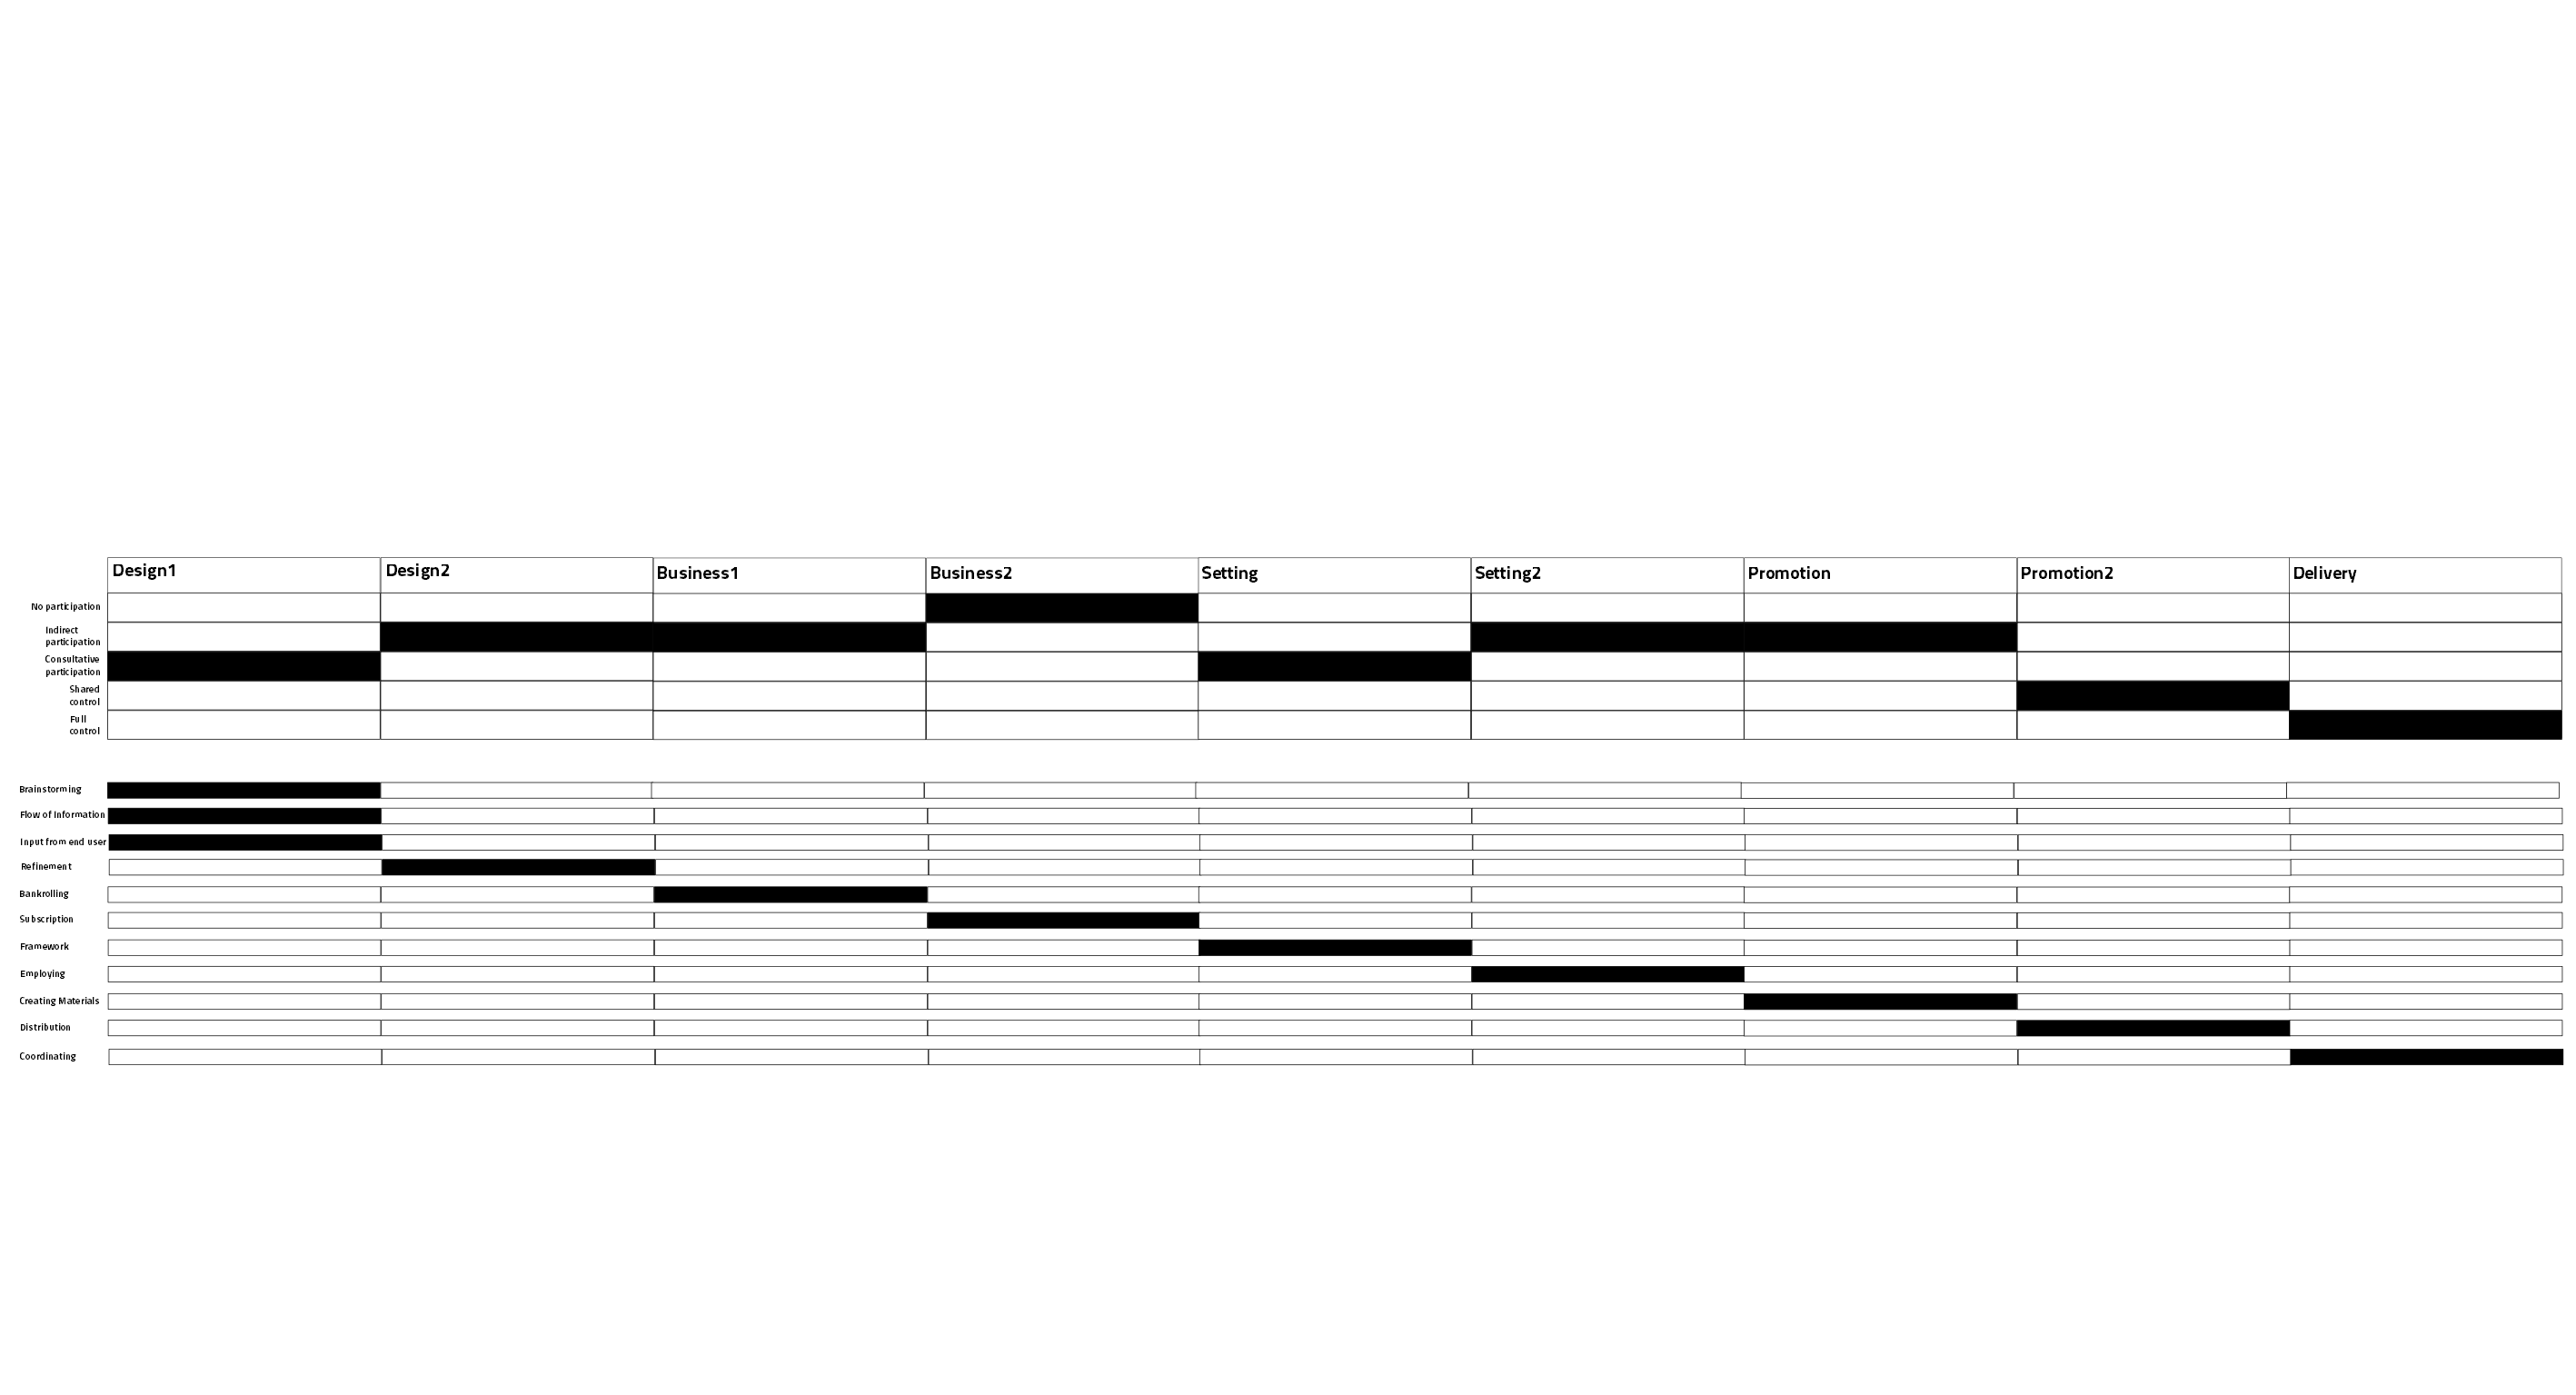 Design1 Design2 Business1 Business2 Setting Setting2 Promotion Promotion2 Delivery
No participation
Indirect
participation
Consultative
participation
Shared
control
Full
control
Brainstorming
Flow of Information
Input from end user
Refinement
Bankrolling
Subscription
Framework
Employing
Creating Materials
Distribution
Coordinating